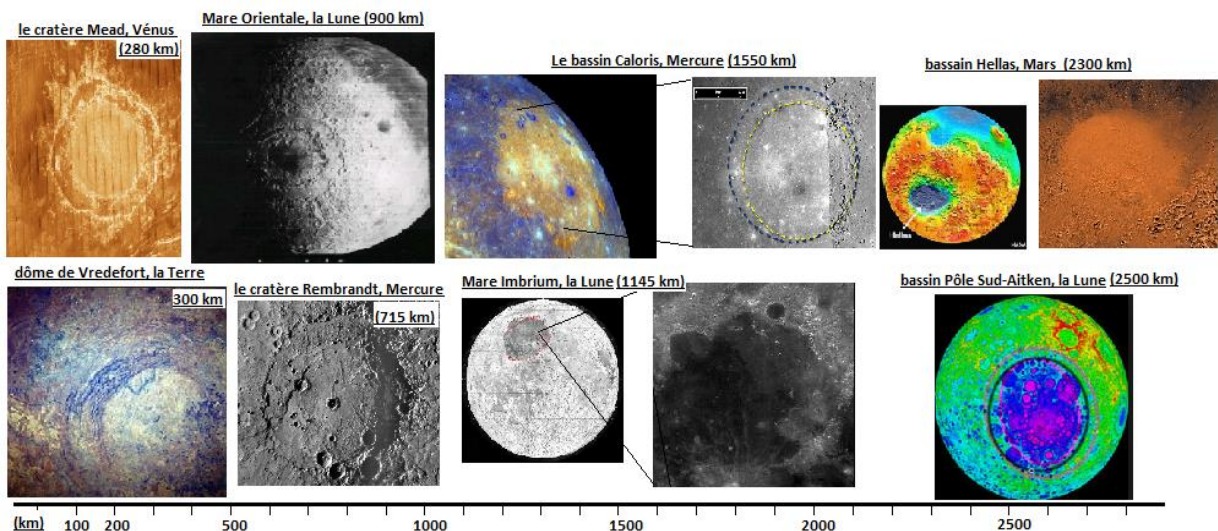 le cratère Mead, Vénus
(280 km)
Mare Orientale, la Lune (900 km)
Le bassin Caloris, Mercure (1550 km)
bassain Hellas, Mars (2300 km)
Hellas
dôme de Vredefort, la Terre
300 km
le cratère Rembrandt, Mercure
(715 km)
Mare Imbrium, la Lune (1145 km)
bassin Pôle Sud-Aitken, la Lune (2500 km)
(km) 100 200 500 1000 1500 2000 2500